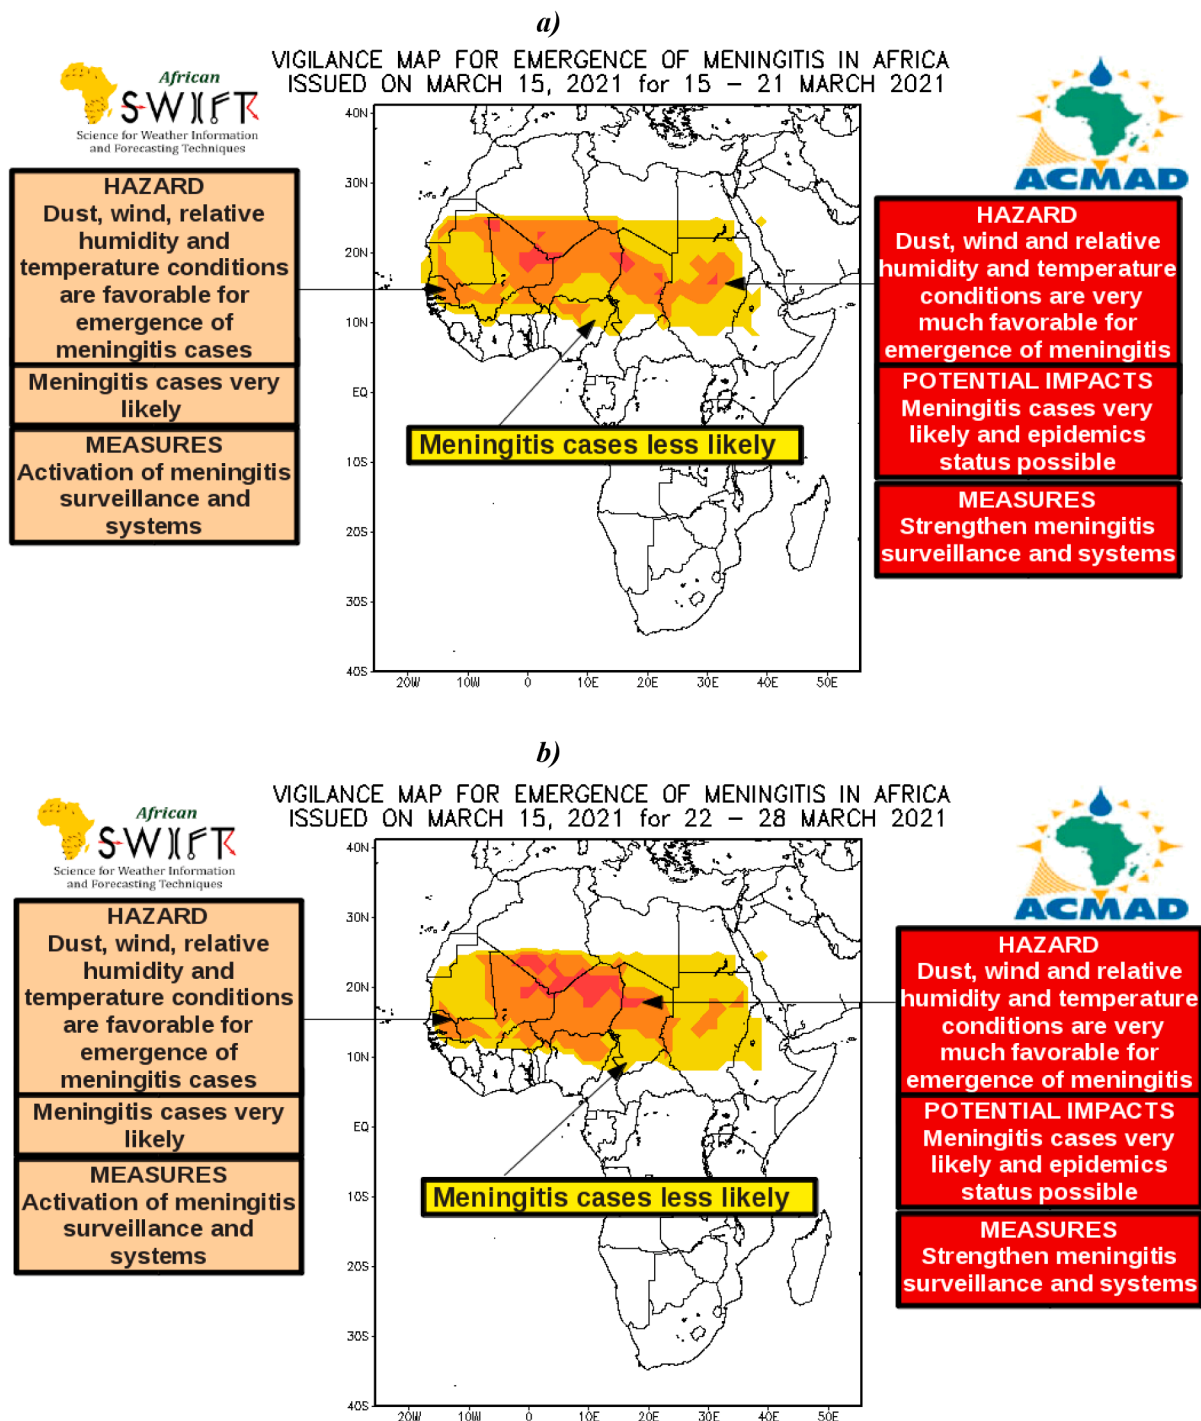 a)
VIGILANCE MAP FOR EMERGENCE OF MENINGITIS IN AFRICA
ISSUED ON MARCH 15, 2021 for 15 – 21 MARCH 2021
African
SWIFT
Science for Weather Information
and Forecasting Techniques
ACMAD
HAZARD
Dust, wind, relative
humidity and
temperature conditions
are favorable for
emergence of
meningitis cases
Meningitis cases very
likely
MEASURES
Activation of meningitis
surveillance and
systems
40N
30N
20N
10N
EQ
10S
20S
30S
40S
20W 10W 0 10E 20E 30E 40E 50E
Meningitis cases less likely
HAZARD
Dust, wind and relative
humidity and temperature
conditions are very
much favorable for
emergence of meningitis
POTENTIAL IMPACTS
Meningitis cases very
likely and epidemics
status possible
MEASURES
Strengthen meningitis
surveillance and systems
b)
VIGILANCE MAP FOR EMERGENCE OF MENINGITIS IN AFRICA
ISSUED ON MARCH 15, 2021 for 22 – 28 MARCH 2021
African
SWIFT
Science for Weather Information
and Forecasting Techniques
ACMAD
HAZARD
Dust, wind, relative
humidity and
temperature conditions
are favorable for
emergence of
meningitis cases
Meningitis cases very
likely
MEASURES
Activation of meningitis
surveillance and
systems
40N
30N
20N
10N
EQ
10S
20S
30S
40S
20W 10W 0 10E 20E 30E 40E 50E
Meningitis cases less likely
HAZARD
Dust, wind and relative
humidity and temperature
conditions are very
much favorable for
emergence of meningitis
POTENTIAL IMPACTS
Meningitis cases very
likely and epidemics
status possible
MEASURES
Strengthen meningitis
surveillance and systems